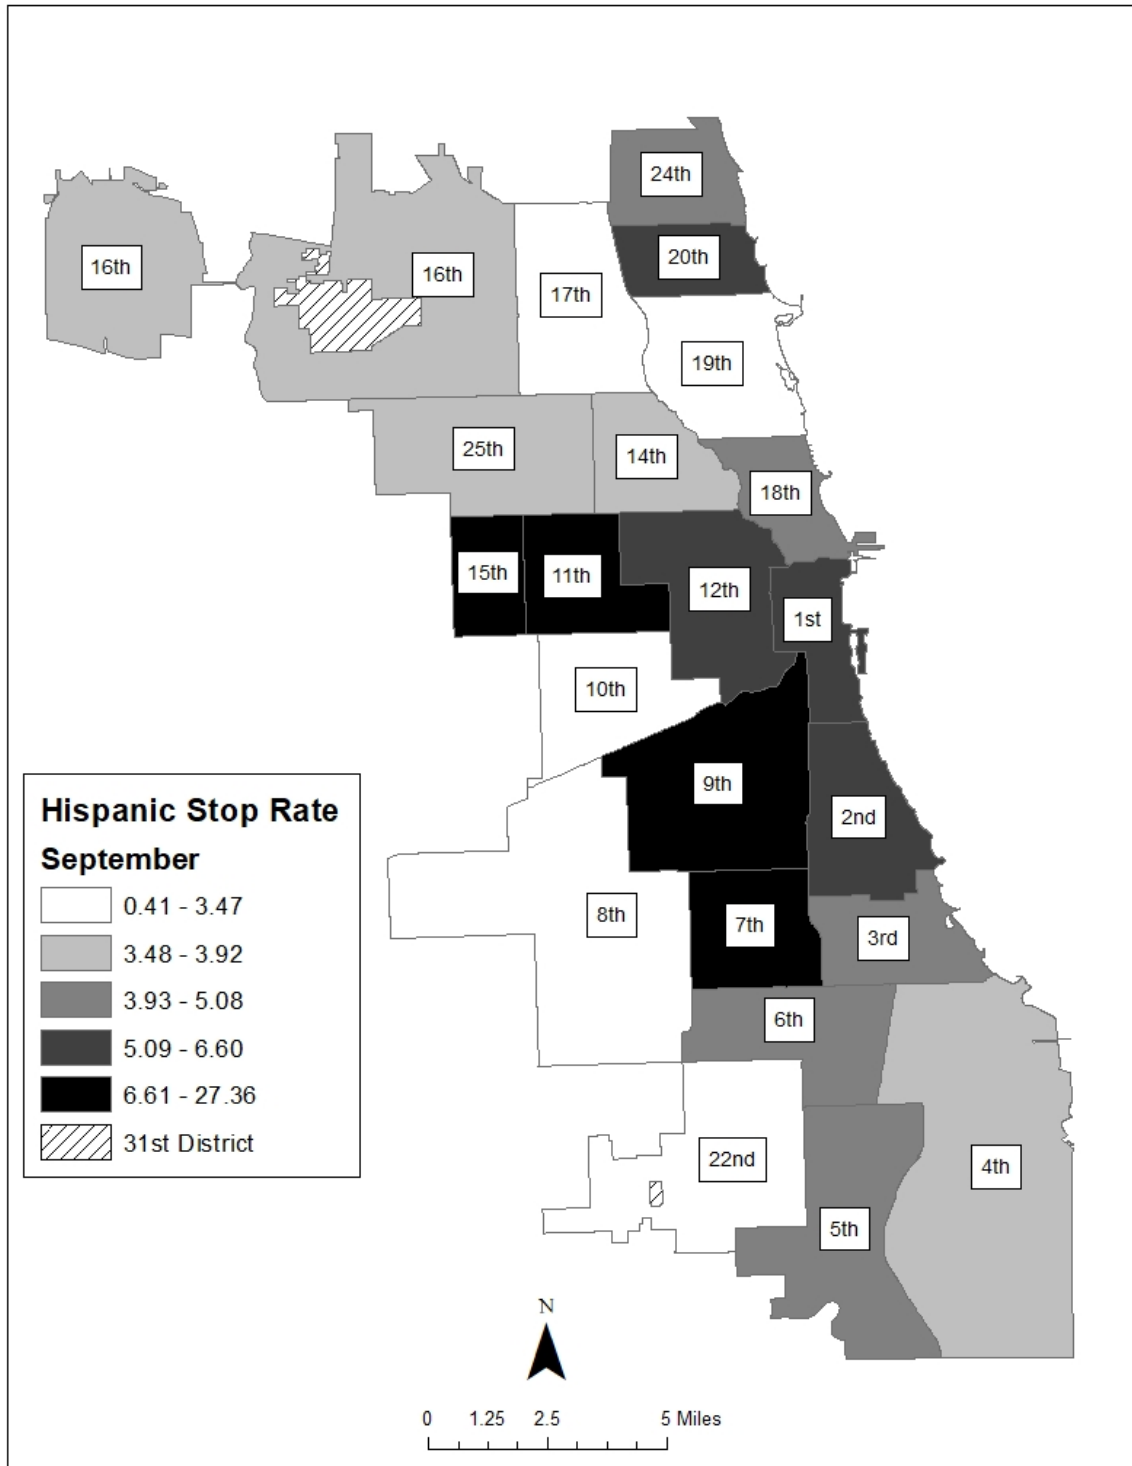 24th
20th
16th
16th
17th
19th
25th
14th
18th
15th
11th
12th
1st
10th
9th
2nd
8th
7th
3rd
6th
22nd
4th
5th
Hispanic Stop Rate
September
0.41 - 3.47
3.48 - 3.92
3.93 - 5.08
5.09 - 6.60
6.61 - 27.36
31st District
N
0 1.25 2.5 5 Miles